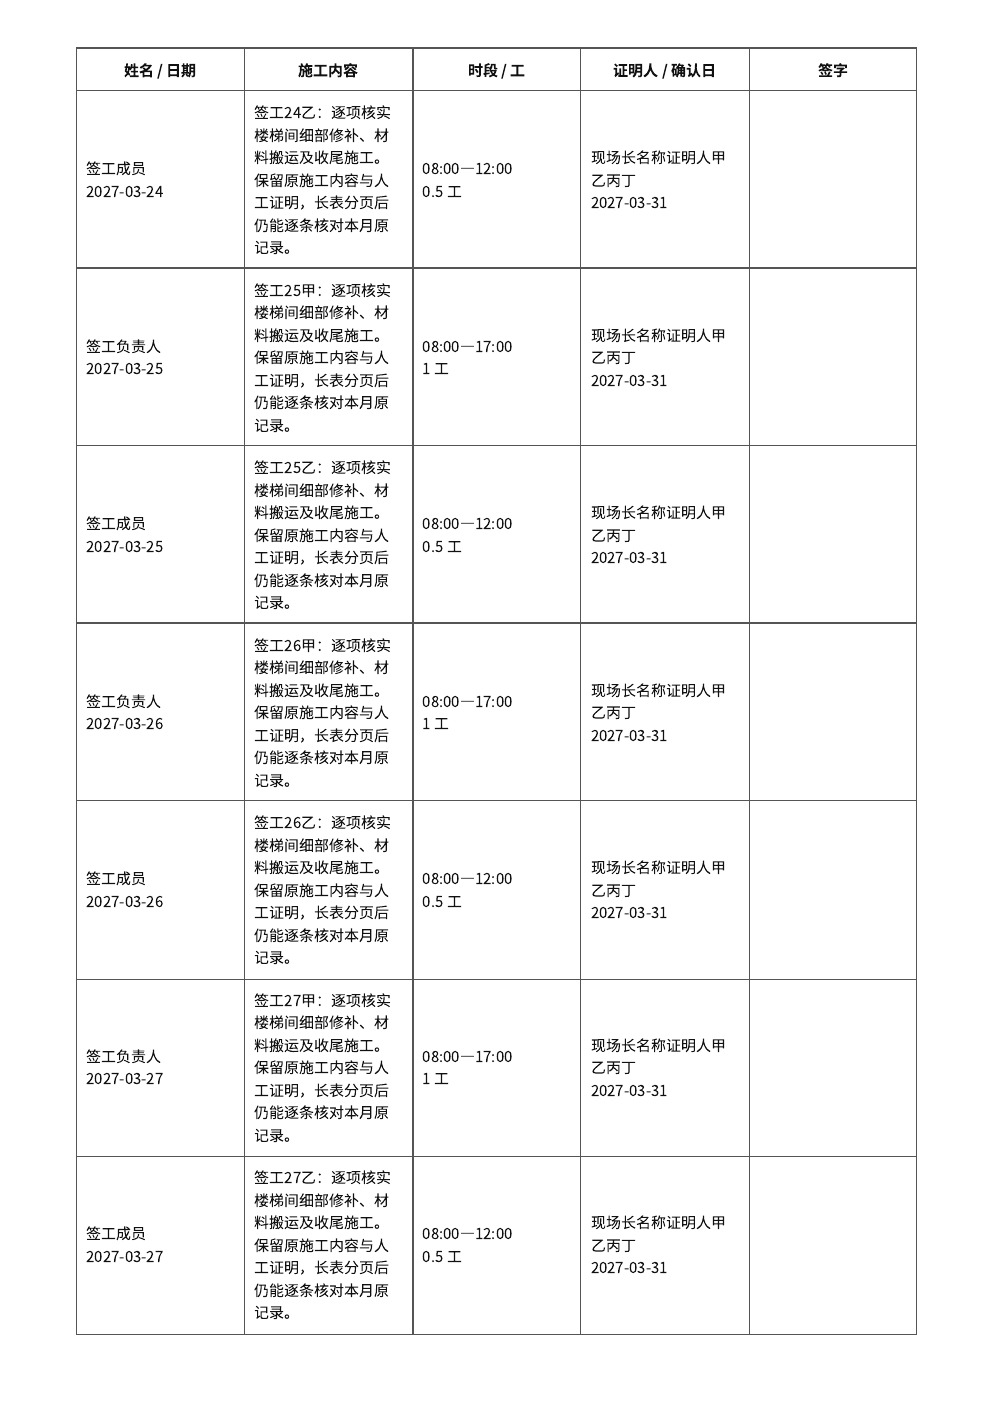 姓名 / 日期 施工内容 时段 / 工 证明人 / 确认日 签字
签工成员
2027-03-24
签工24乙：逐项核实
楼梯间细部修补、材
料搬运及收尾施工。
保留原施工内容与人
工证明，长表分页后
仍能逐条核对本月原
记录。
08:00—12:00
0.5 工
现场长名称证明人甲
乙丙丁
2027-03-31
签工负责人
2027-03-25
签工25甲：逐项核实
楼梯间细部修补、材
料搬运及收尾施工。
保留原施工内容与人
工证明，长表分页后
仍能逐条核对本月原
记录。
08:00—17:00
1 工
现场长名称证明人甲
乙丙丁
2027-03-31
签工成员
2027-03-25
签工25乙：逐项核实
楼梯间细部修补、材
料搬运及收尾施工。
保留原施工内容与人
工证明，长表分页后
仍能逐条核对本月原
记录。
08:00—12:00
0.5 工
现场长名称证明人甲
乙丙丁
2027-03-31
签工负责人
2027-03-26
签工26甲：逐项核实
楼梯间细部修补、材
料搬运及收尾施工。
保留原施工内容与人
工证明，长表分页后
仍能逐条核对本月原
记录。
08:00—17:00
1 工
现场长名称证明人甲
乙丙丁
2027-03-31
签工成员
2027-03-26
签工26乙：逐项核实
楼梯间细部修补、材
料搬运及收尾施工。
保留原施工内容与人
工证明，长表分页后
仍能逐条核对本月原
记录。
08:00—12:00
0.5 工
现场长名称证明人甲
乙丙丁
2027-03-31
签工负责人
2027-03-27
签工27甲：逐项核实
楼梯间细部修补、材
料搬运及收尾施工。
保留原施工内容与人
工证明，长表分页后
仍能逐条核对本月原
记录。
08:00—17:00
1 工
现场长名称证明人甲
乙丙丁
2027-03-31
签工成员
2027-03-27
签工27乙：逐项核实
楼梯间细部修补、材
料搬运及收尾施工。
保留原施工内容与人
工证明，长表分页后
仍能逐条核对本月原
记录。
08:00—12:00
0.5 工
现场长名称证明人甲
乙丙丁
2027-03-31